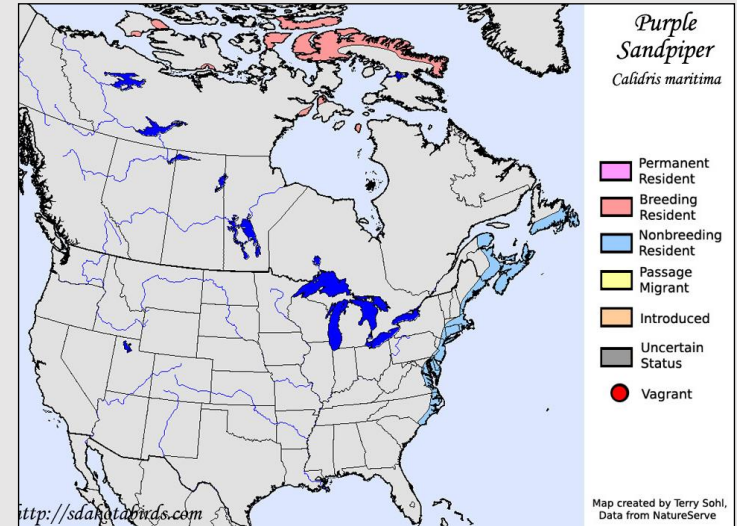 Purple
Sandpiper
Calidris maritima
Permanent
Resident
Breeding
Resident
Nonbreeding
Resident
Passage
Migrant
Introduced
Uncertain
Status
Vagrant
Map created by Terry Sohl,
Data from NatureServe
ttp://sdakotabirds.com